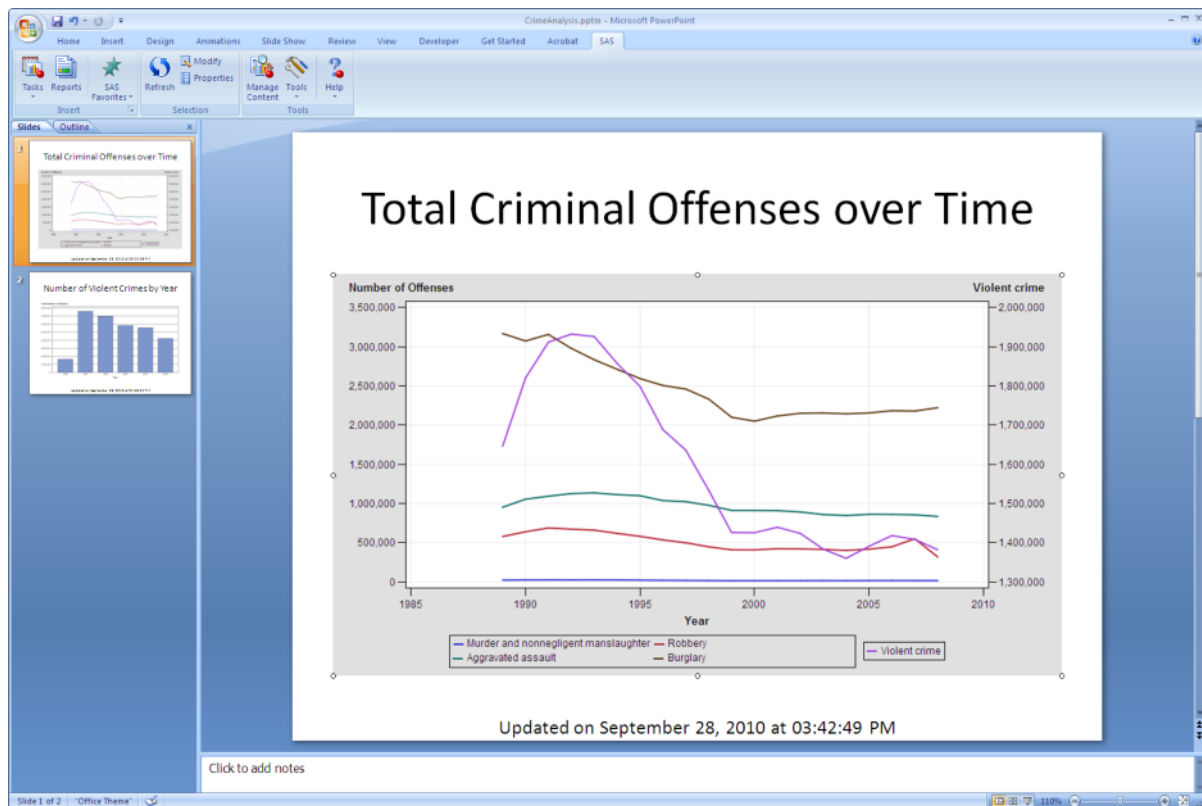 CrimeAnalysis.pptm - Microsoft PowerPoint
Home Insert Design Animations Slide Show Review View Developer Get Started Acrobat SAS
Tasks Reports SAS Favorites Refresh Modify Properties Manage Content Tools Help
Insert Selection Tools
Slides Outline
1
Total Criminal Offenses over Time
2
Number of Violent Crimes by Year
Total Criminal Offenses over Time
Number of Offenses Violent crime
3,500,000 2,000,000
3,000,000 1,900,000
2,500,000 1,800,000
2,000,000 1,700,000
1,500,000 1,600,000
1,000,000 1,500,000
500,000 1,400,000
0 1,300,000
1985 1990 1995 2000 2005 2010
Year
Murder and nonnegligent manslaughter Robbery
Aggravated assault Burglary
Violent crime
Updated on September 28, 2010 at 03:42:49 PM
Click to add notes
Slide 1 of 2 "Office Theme" 110%